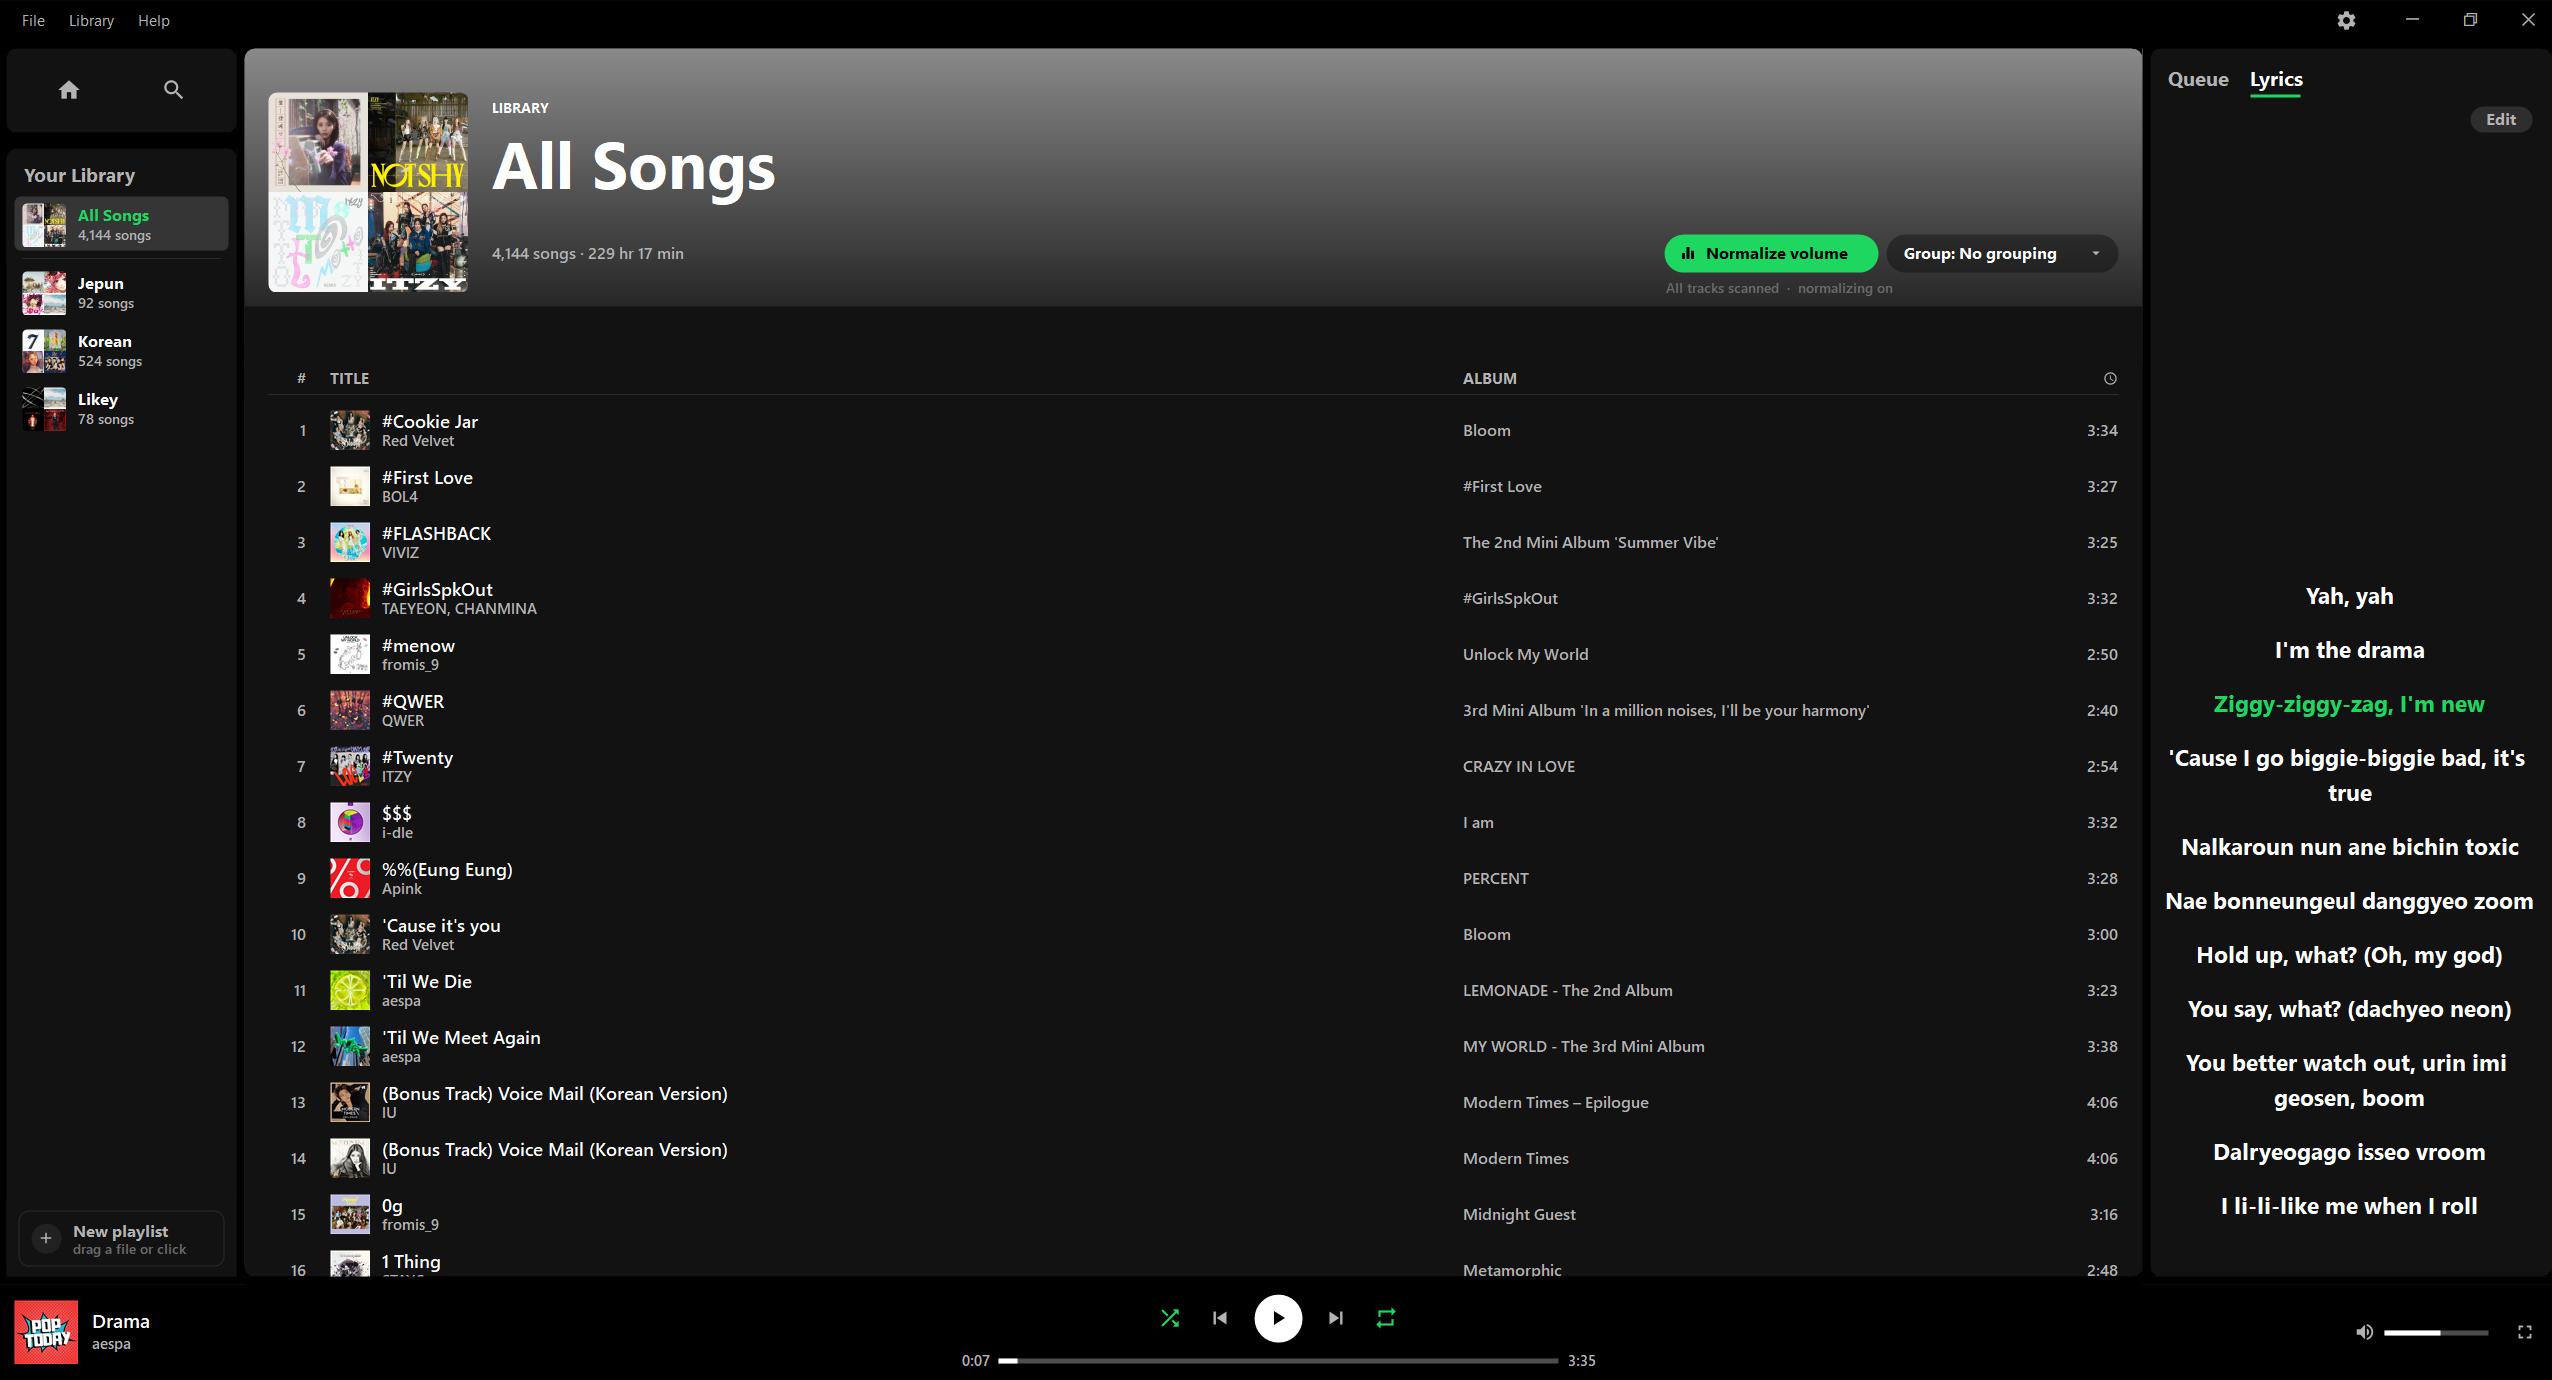 File Library Help
Your Library
All Songs
4,144 songs
Jepun
92 songs
Korean
524 songs
Likey
78 songs
New playlist
drag a file or click
NOT SHY
ITZY
LIBRARY
All Songs
4,144 songs · 229 hr 17 min
Normalize volume
Group: No grouping
All tracks scanned · normalizing on
# TITLE ALBUM
1 #Cookie Jar Bloom 3:34
Red Velvet
2 #First Love #First Love 3:27
BOL4
3 #FLASHBACK The 2nd Mini Album 'Summer Vibe' 3:25
VIVIZ
4 #GirlsSpkOut #GirlsSpkOut 3:32
TAEYEON, CHANMINA
5 #menow Unlock My World 2:50
fromis_9
6 #QWER 3rd Mini Album 'In a million noises, I'll be your harmony' 2:40
QWER
7 #Twenty CRAZY IN LOVE 2:54
ITZY
8 $$$ I am 3:32
i-dle
9 %%(Eung Eung) PERCENT 3:28
Apink
10 'Cause it's you Bloom 3:00
Red Velvet
11 'Til We Die LEMONADE - The 2nd Album 3:23
aespa
12 'Til We Meet Again MY WORLD - The 3rd Mini Album 3:38
aespa
13 (Bonus Track) Voice Mail (Korean Version) Modern Times – Epilogue 4:06
IU
14 (Bonus Track) Voice Mail (Korean Version) Modern Times 4:06
IU
15 0g Midnight Guest 3:16
fromis_9
16 1 Thing Metamorphic 2:48
Queue Lyrics
Edit
Yah, yah
I'm the drama
Ziggy-ziggy-zag, I'm new
'Cause I go biggie-biggie bad, it's
true
Nalkaroun nun ane bichin toxic
Nae bonneungeul danggyeo zoom
Hold up, what? (Oh, my god)
You say, what? (dachyeo neon)
You better watch out, urin imi
geosen, boom
Dalryeogago isseo vroom
I li-li-like me when I roll
POP
TODAY
Drama
aespa
0:07 3:35